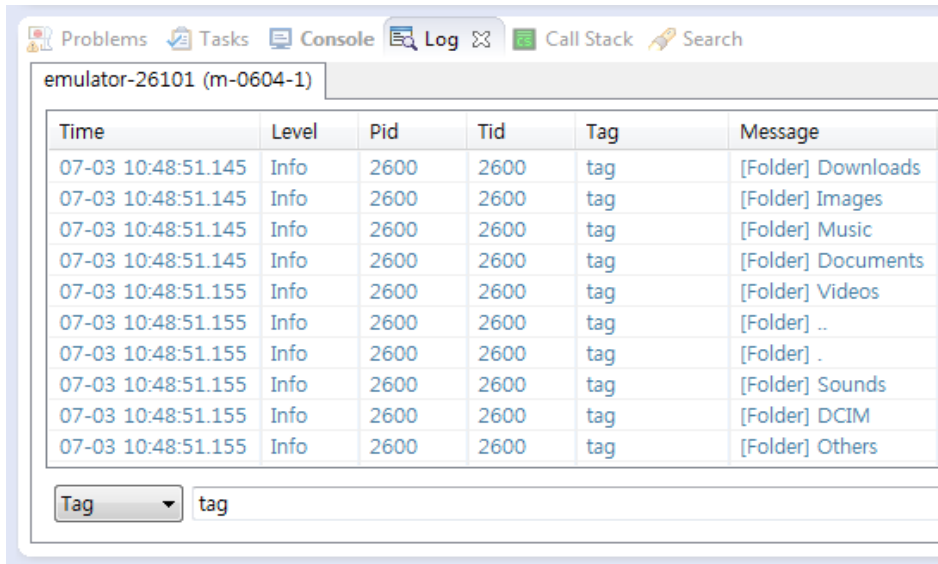 Problems Tasks Console Log CS Call Stack Search
emulator-26101 (m-0604-1)
Time Level Pid Tid Tag Message
07-03 10:48:51.145 Info 2600 2600 tag [Folder] Downloads
07-03 10:48:51.145 Info 2600 2600 tag [Folder] Images
07-03 10:48:51.145 Info 2600 2600 tag [Folder] Music
07-03 10:48:51.145 Info 2600 2600 tag [Folder] Documents
07-03 10:48:51.155 Info 2600 2600 tag [Folder] Videos
07-03 10:48:51.155 Info 2600 2600 tag [Folder] ..
07-03 10:48:51.155 Info 2600 2600 tag [Folder] .
07-03 10:48:51.155 Info 2600 2600 tag [Folder] Sounds
07-03 10:48:51.155 Info 2600 2600 tag [Folder] DCIM
07-03 10:48:51.155 Info 2600 2600 tag [Folder] Others
Tag tag